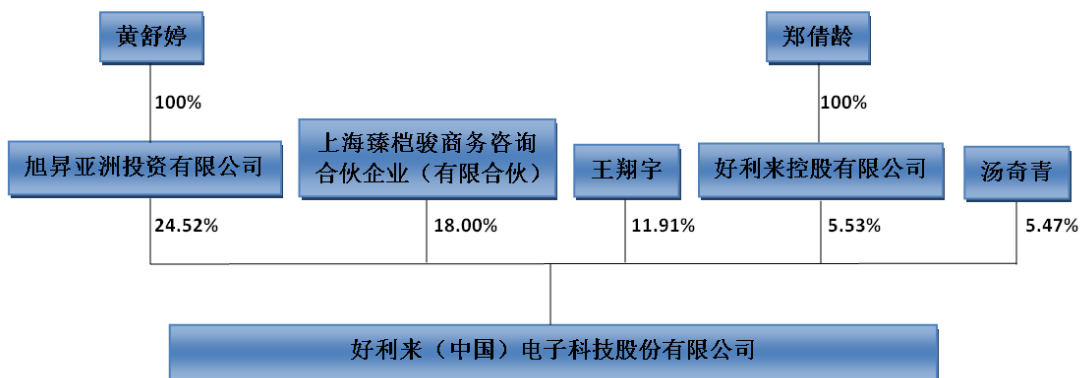 黄舒婷
郑倩龄
100%
100%
旭昇亚洲投资有限公司
上海臻桤骏商务咨询
合伙企业（有限合伙）
王翔宇
好利来控股有限公司
汤奇青
24.52%
18.00%
11.91%
5.53%
5.47%
好利来（中国）电子科技股份有限公司